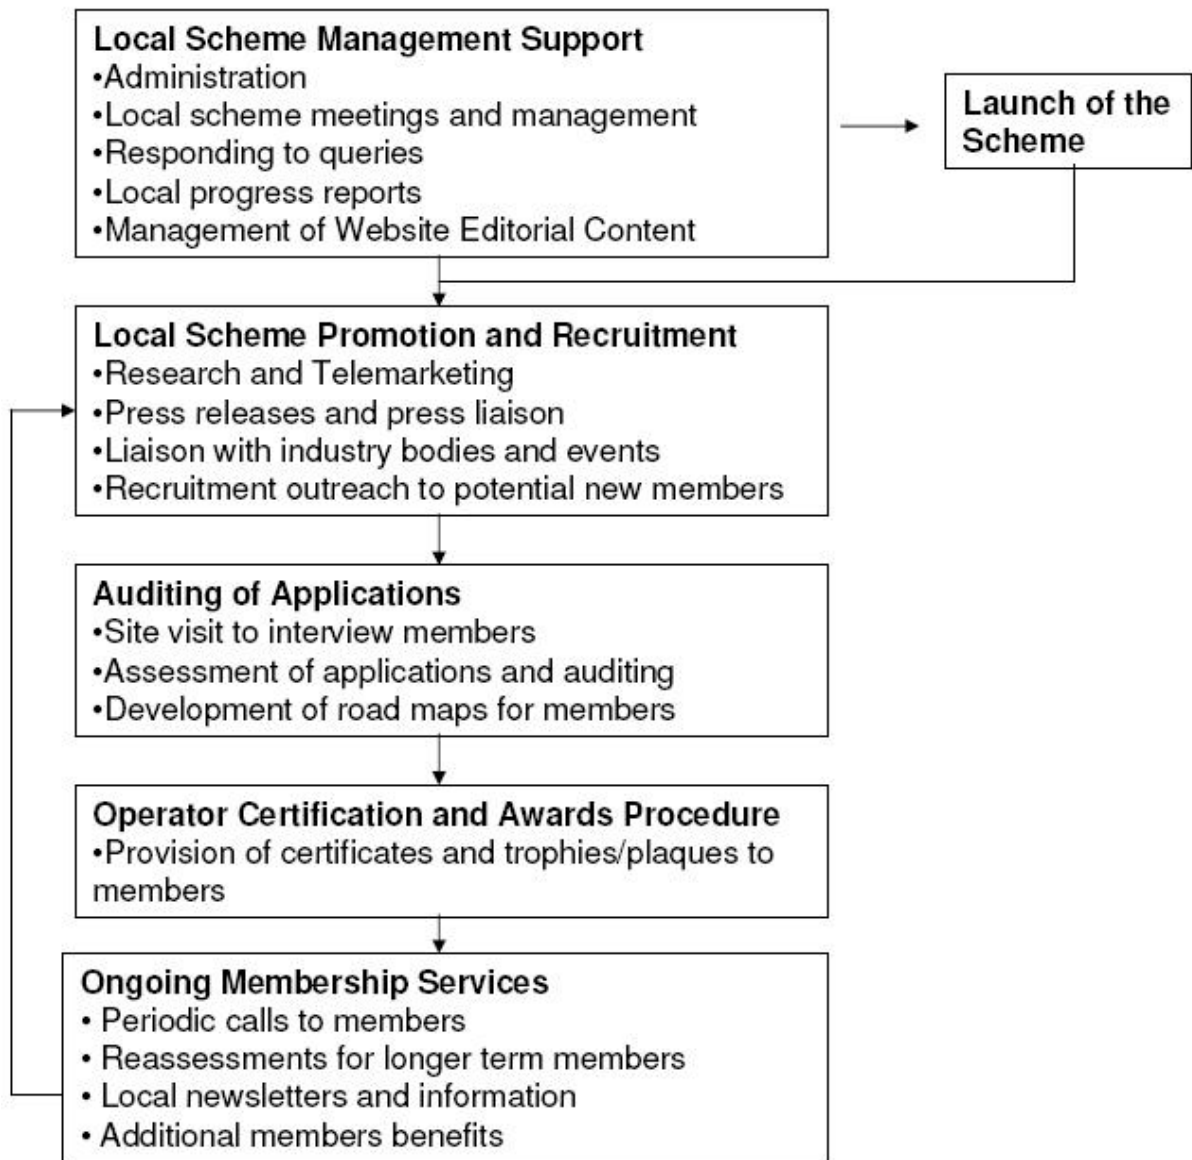 Local Scheme Management Support
•Administration
•Local scheme meetings and management
•Responding to queries
•Local progress reports
•Management of Website Editorial Content
Launch of the
Scheme
Local Scheme Promotion and Recruitment
•Research and Telemarketing
•Press releases and press liaison
•Liaison with industry bodies and events
•Recruitment outreach to potential new members
Auditing of Applications
•Site visit to interview members
•Assessment of applications and auditing
•Development of road maps for members
Operator Certification and Awards Procedure
•Provision of certificates and trophies/plaques to
members
Ongoing Membership Services
• Periodic calls to members
• Reassessments for longer term members
• Local newsletters and information
• Additional members benefits